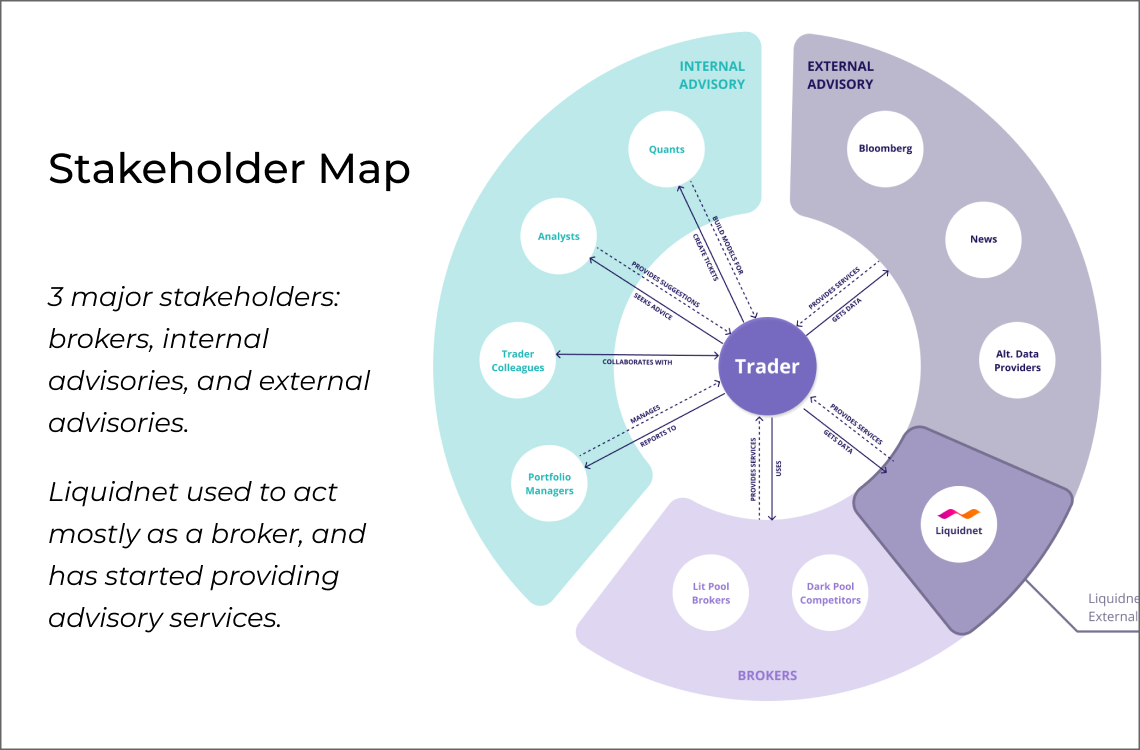 Stakeholder Map
3 major stakeholders:
brokers, internal
advisories, and external
advisories.
Liquidnet used to act
mostly as a broker, and
has started providing
advisory services.
INTERNAL
ADVISORY
EXTERNAL
ADVISORY
Quants
Bloomberg
Analysts
News
BUILD MODELS FOR
CREATE TICKETS
PROVIDES SUGGESTIONS
SEEKS ADVICE
PROVIDES SERVICES
GETS DATA
Trader
Colleagues
COLLABORATES WITH
Trader
Alt. Data
Providers
MANAGES
REPORTS TO
PROVIDES SERVICES
GETS DATA
Portfolio
Managers
PROVIDES SERVICES
USES
Liquidnet
Lit Pool
Brokers
Dark Pool
Competitors
BROKERS
External